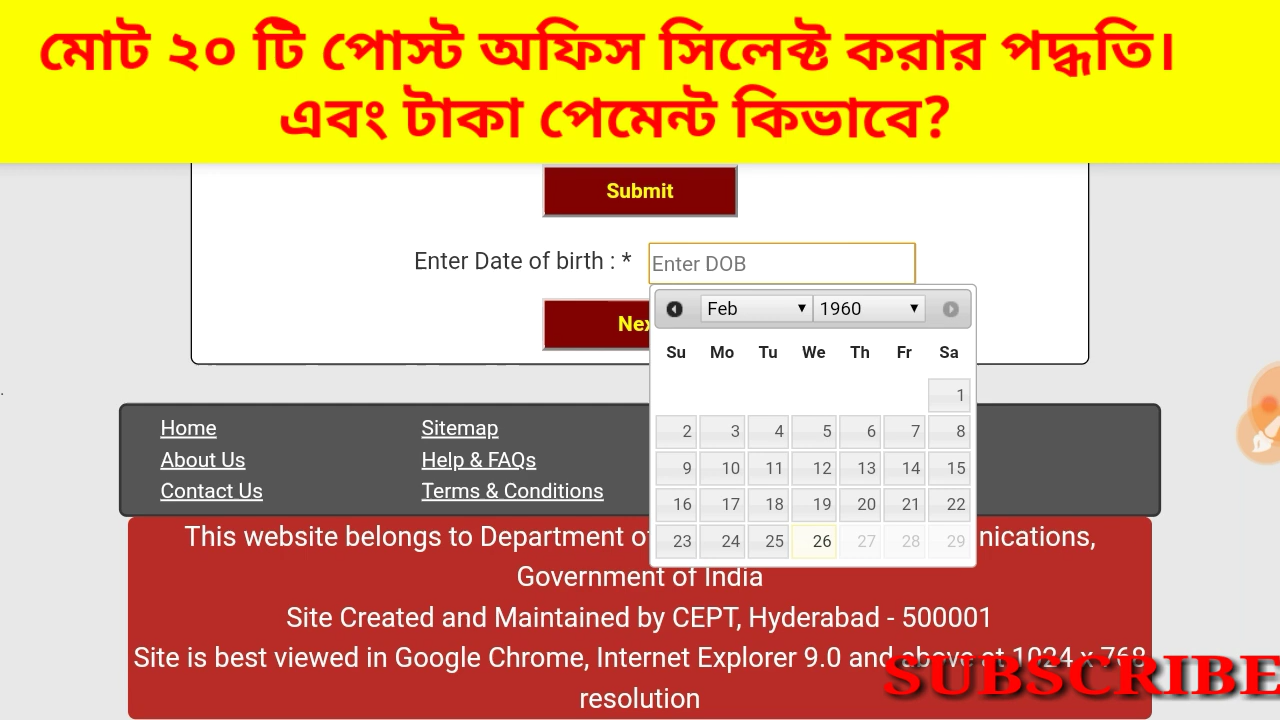 মোট ২০ টি পোস্ট অফিস সিলেক্ট করার পদ্ধতি।
এবং টাকা পেমেন্ট কিভাবে?
Submit
Enter Date of birth : * Enter DOB
Feb 1960
Su Mo Tu We Th Fr Sa
1
2 3 4 5 6 7 8
9 10 11 12 13 14 15
16 17 18 19 20 21 22
23 24 25 26 27 28 29
Home Sitemap
About Us Help & FAQs
Contact Us Terms & Conditions
This website belongs to Department
Government of India
Site Created and Maintained by CEPT, Hyderabad - 500001
Site is best viewed in Google Chrome, Internet Explorer 9.0 and above at 1024 x 768
resolution
SUBSCRIBE